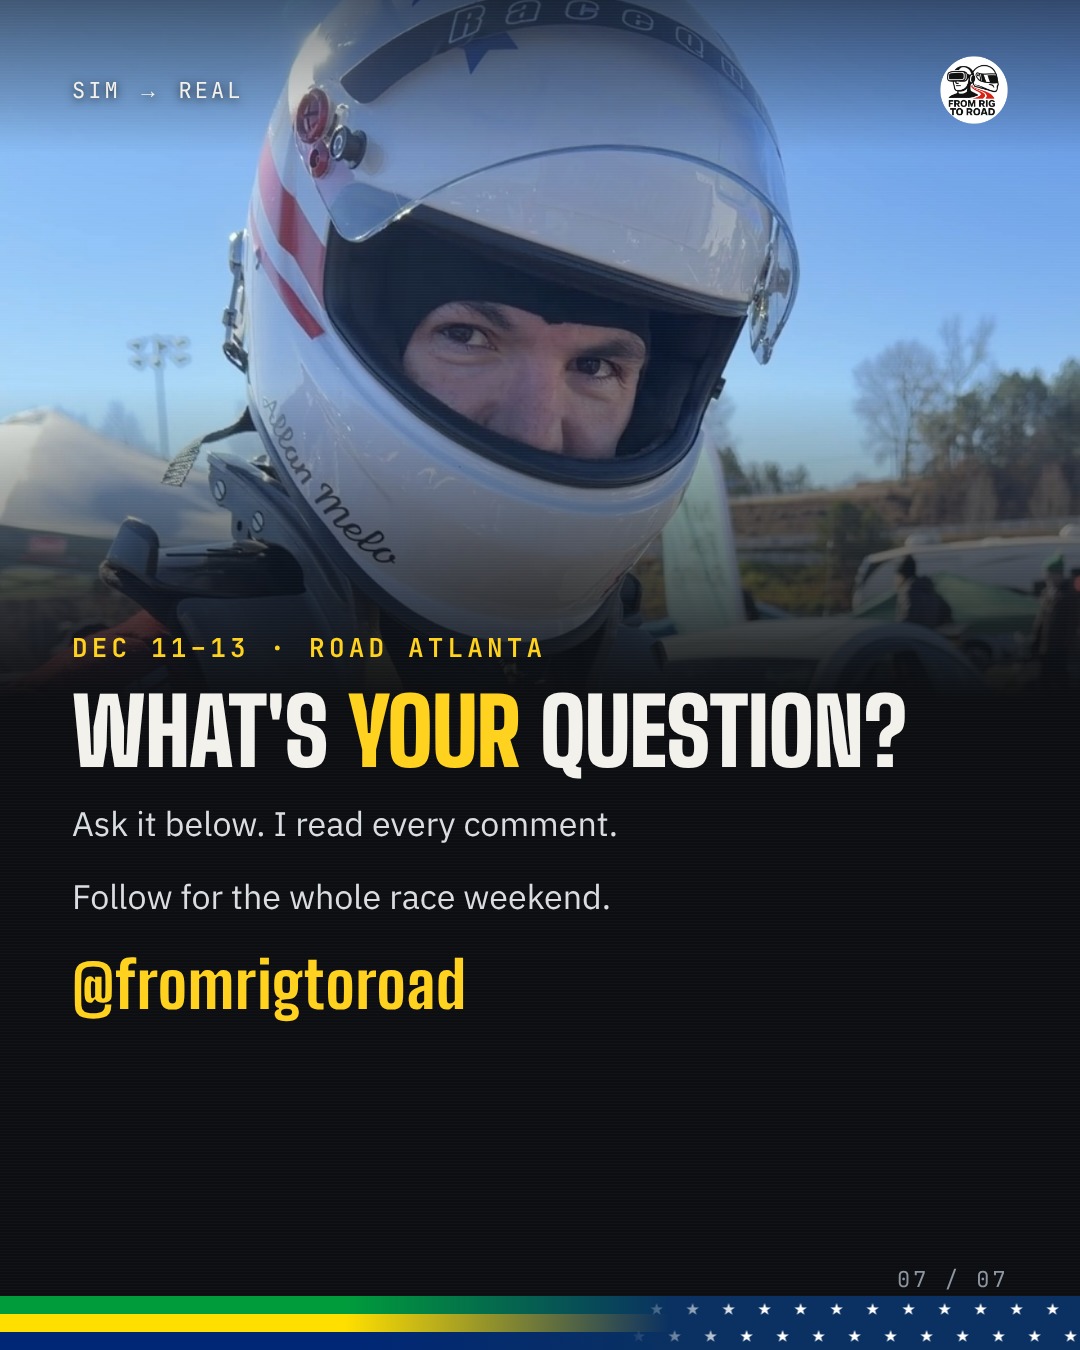 Racequ
SIM → REAL
FROM RIG
TO ROAD
Allan Melo
DEC 11–13 · ROAD ATLANTA
WHAT'S YOUR QUESTION?
Ask it below. I read every comment.
Follow for the whole race weekend.
@fromrigtoroad
07 / 07